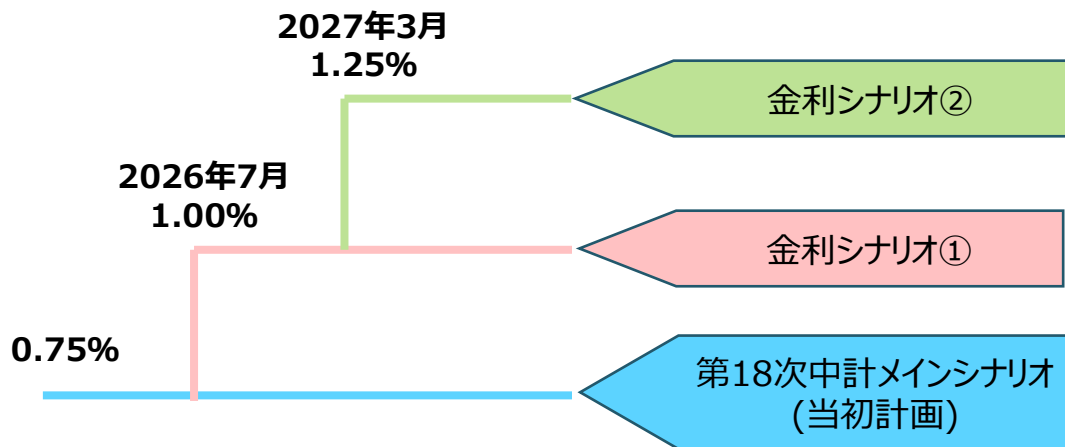 2027年3月
1.25%
金利シナリオ②
2026年7月
1.00%
金利シナリオ①
0.75%
第18次中計メインシナリオ
(当初計画)